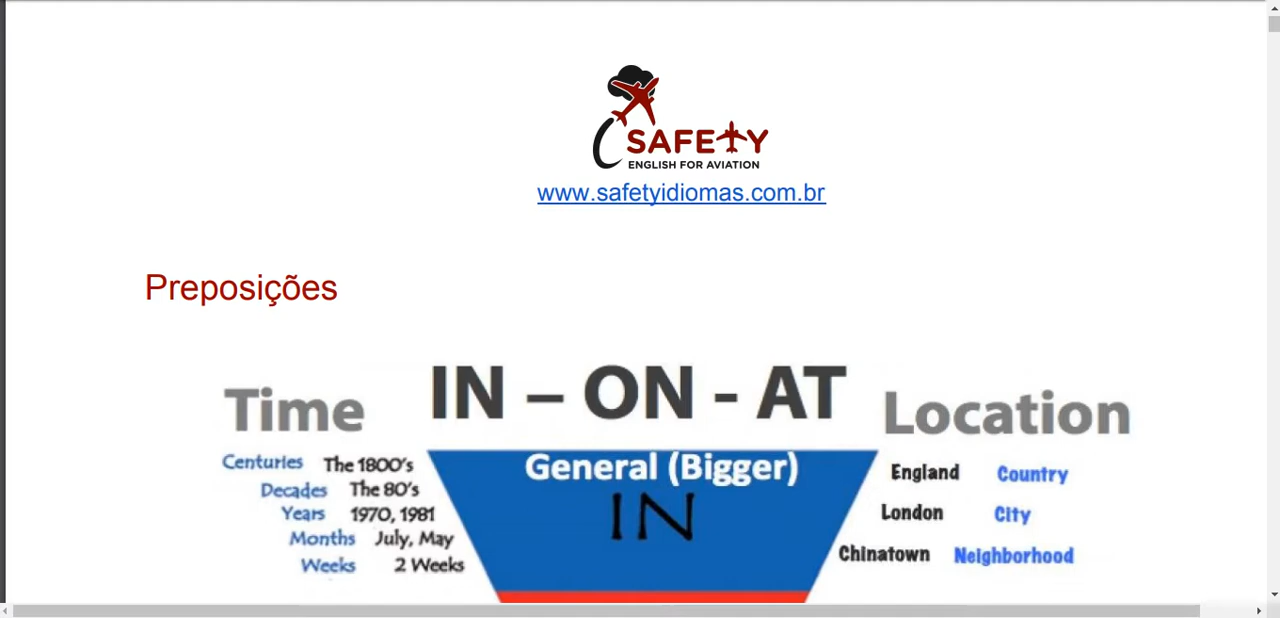 SAFETY
ENGLISH FOR AVIATION
www.safetyidiomas.com.br
Preposições
IN – ON - AT
Time
Location
General (Bigger)
IN
Centuries The 1800's
Decades The 80's
Years 1970, 1981
Months July, May
Weeks 2 Weeks
England Country
London City
Chinatown Neighborhood